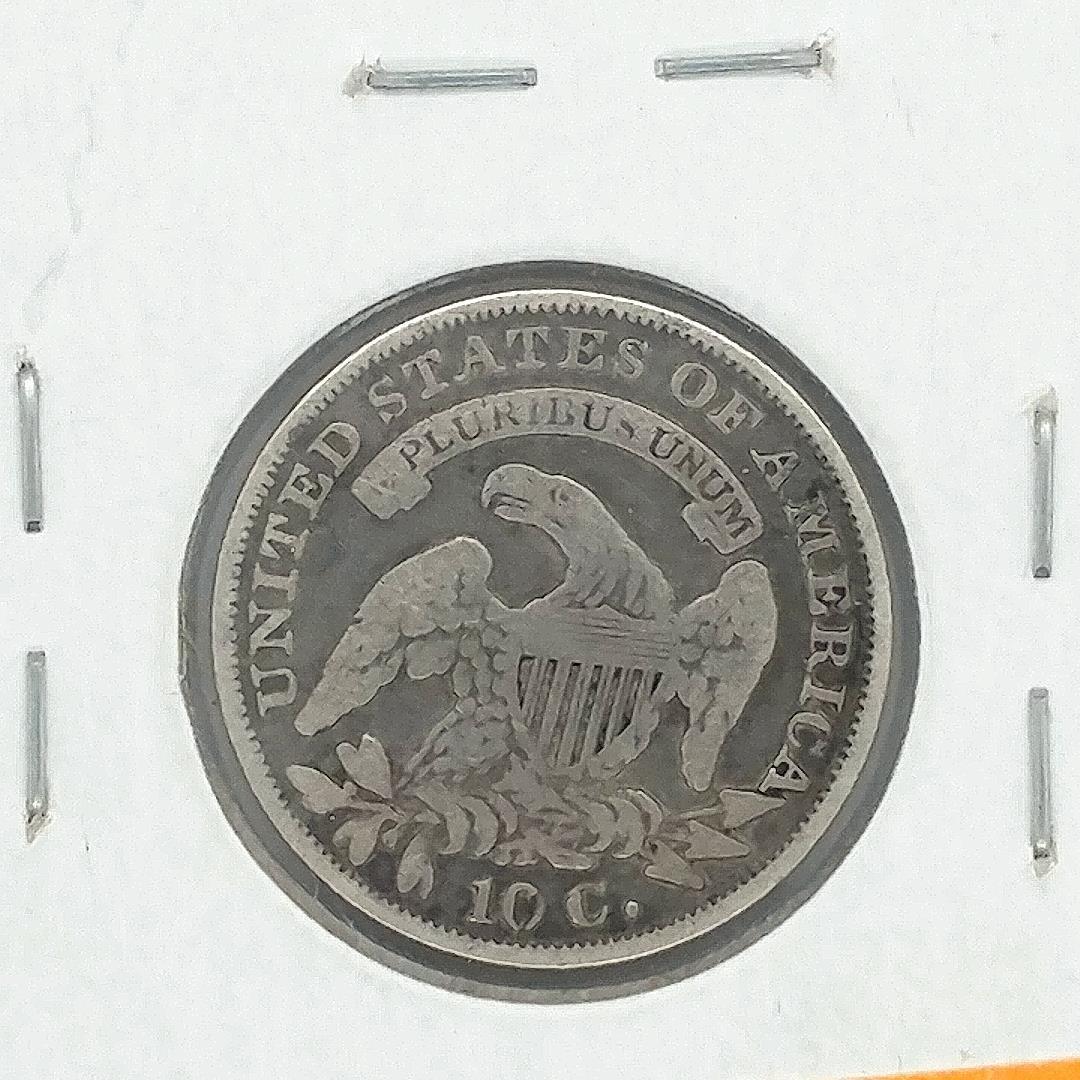 UNITED STATES OF AMERICA
PLURIBUS UNUM
10 C.